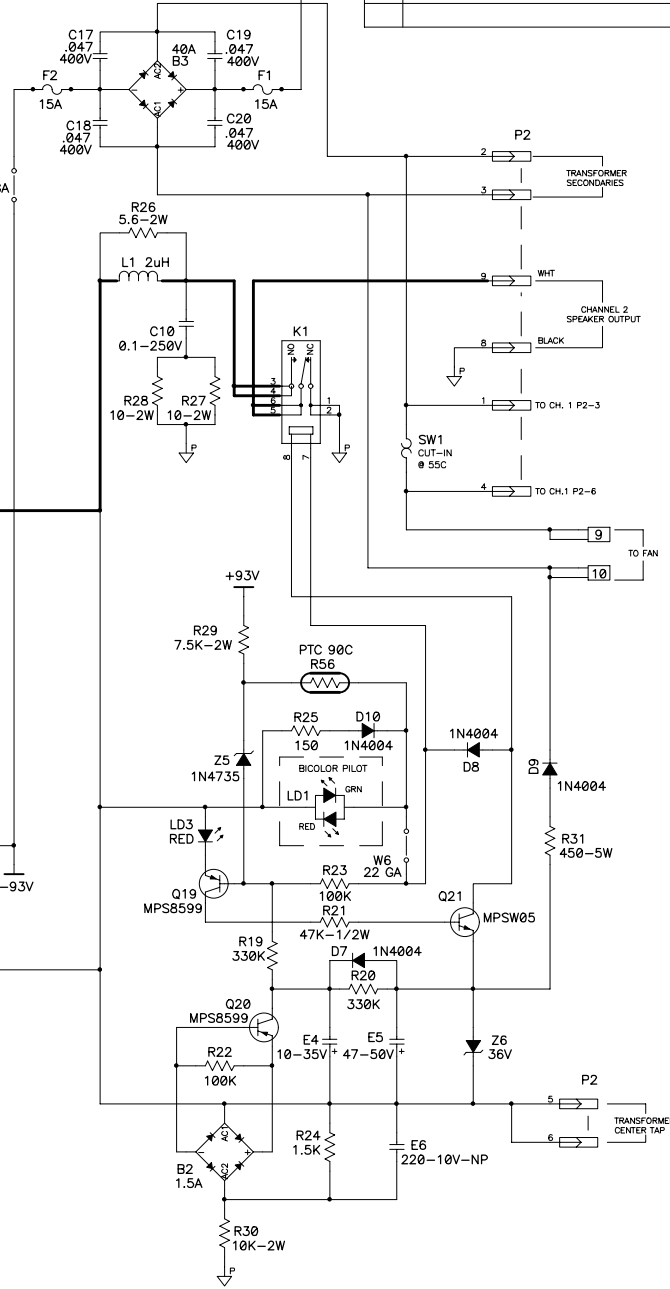 C17
.047
400V
40A
B3
C19
.047
400V
AC2
AC1
−
+
F2
15A
F1
15A
C18
.047
400V
C20
.047
400V
P2
2
3
TRANSFORMER
SECONDARIES
R26
5.6-2W
L1 2uH
C10
0.1-250V
R28
10-2W
R27
10-2W
P
K1
NO
NC
3
4
6
5
1
2
8
7
P
9
WHT
CHANNEL 2
SPEAKER OUTPUT
8
BLACK
P
1
TO CH. 1 P2-3
SW1
CUT-IN
@ 55C
4
TO CH.1 P2-6
9
TO FAN
10
+93V
R29
7.5K-2W
PTC 90C
R56
R25
150
D10
1N4004
Z5
1N4735
BICOLOR PILOT
LD1
GRN
RED
1N4004
D8
D9
1N4004
LD3
RED
R31
450-5W
-93V
W6
22 GA
Q19
MPS8599
R23
100K
R21
47K-1/2W
Q21
MPSW05
R19
330K
D7
1N4004
R20
330K
Q20
MPS8599
E4
10-35V
+
E5
47-50V
+
Z6
36V
R22
100K
P2
5
6
TRANSFORME
CENTER TAP
AC1
AC2
−
+
B2
1.5A
R24
1.5K
E6
220-10V-NP
R30
10K-2W
P